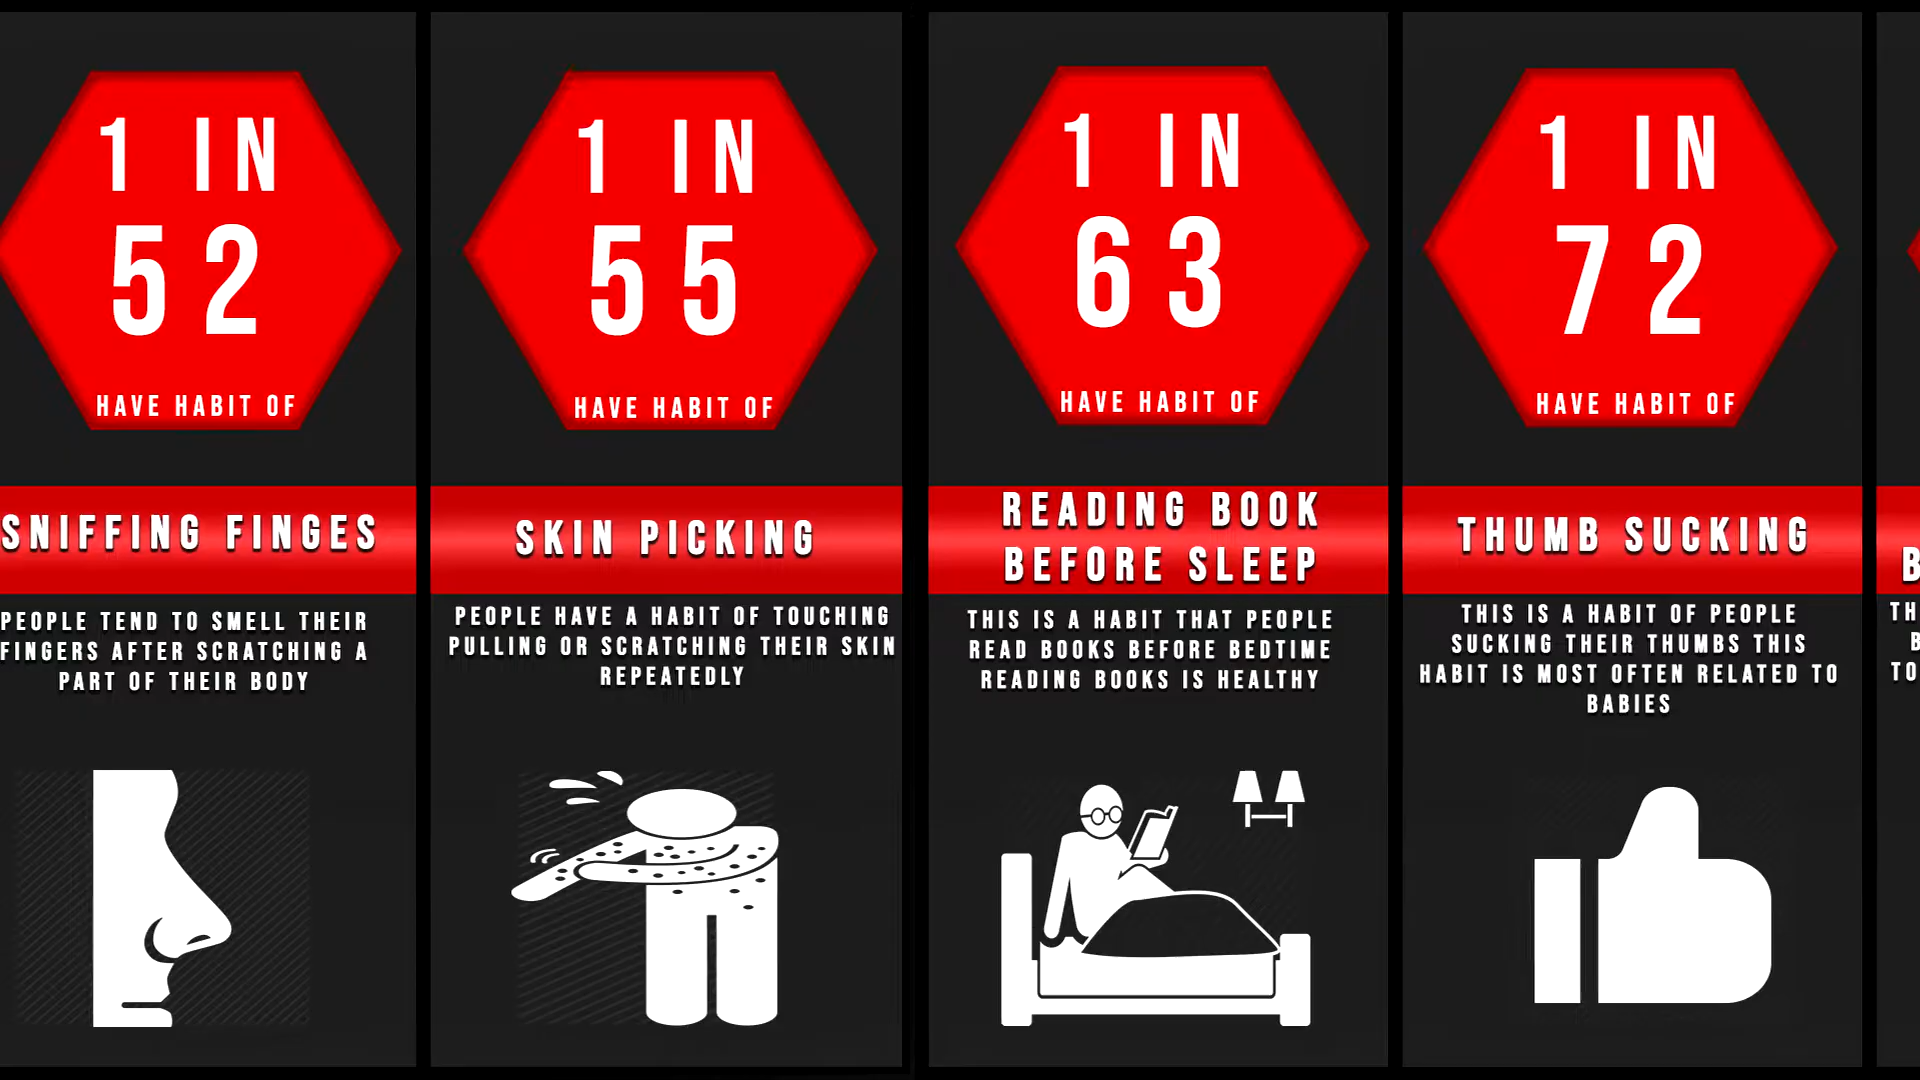 1 IN
52
HAVE HABIT OF
SNIFFING FINGES
PEOPLE TEND TO SMELL THEIR
FINGERS AFTER SCRATCHING A
PART OF THEIR BODY
1 IN
55
HAVE HABIT OF
SKIN PICKING
PEOPLE HAVE A HABIT OF TOUCHING
PULLING OR SCRATCHING THEIR SKIN
REPEATEDLY
1 IN
63
HAVE HABIT OF
READING BOOK
BEFORE SLEEP
THIS IS A HABIT THAT PEOPLE
READ BOOKS BEFORE BEDTIME
READING BOOKS IS HEALTHY
1 IN
72
HAVE HABIT OF
THUMB SUCKING
THIS IS A HABIT OF PEOPLE
SUCKING THEIR THUMBS THIS
HABIT IS MOST OFTEN RELATED TO
BABIES